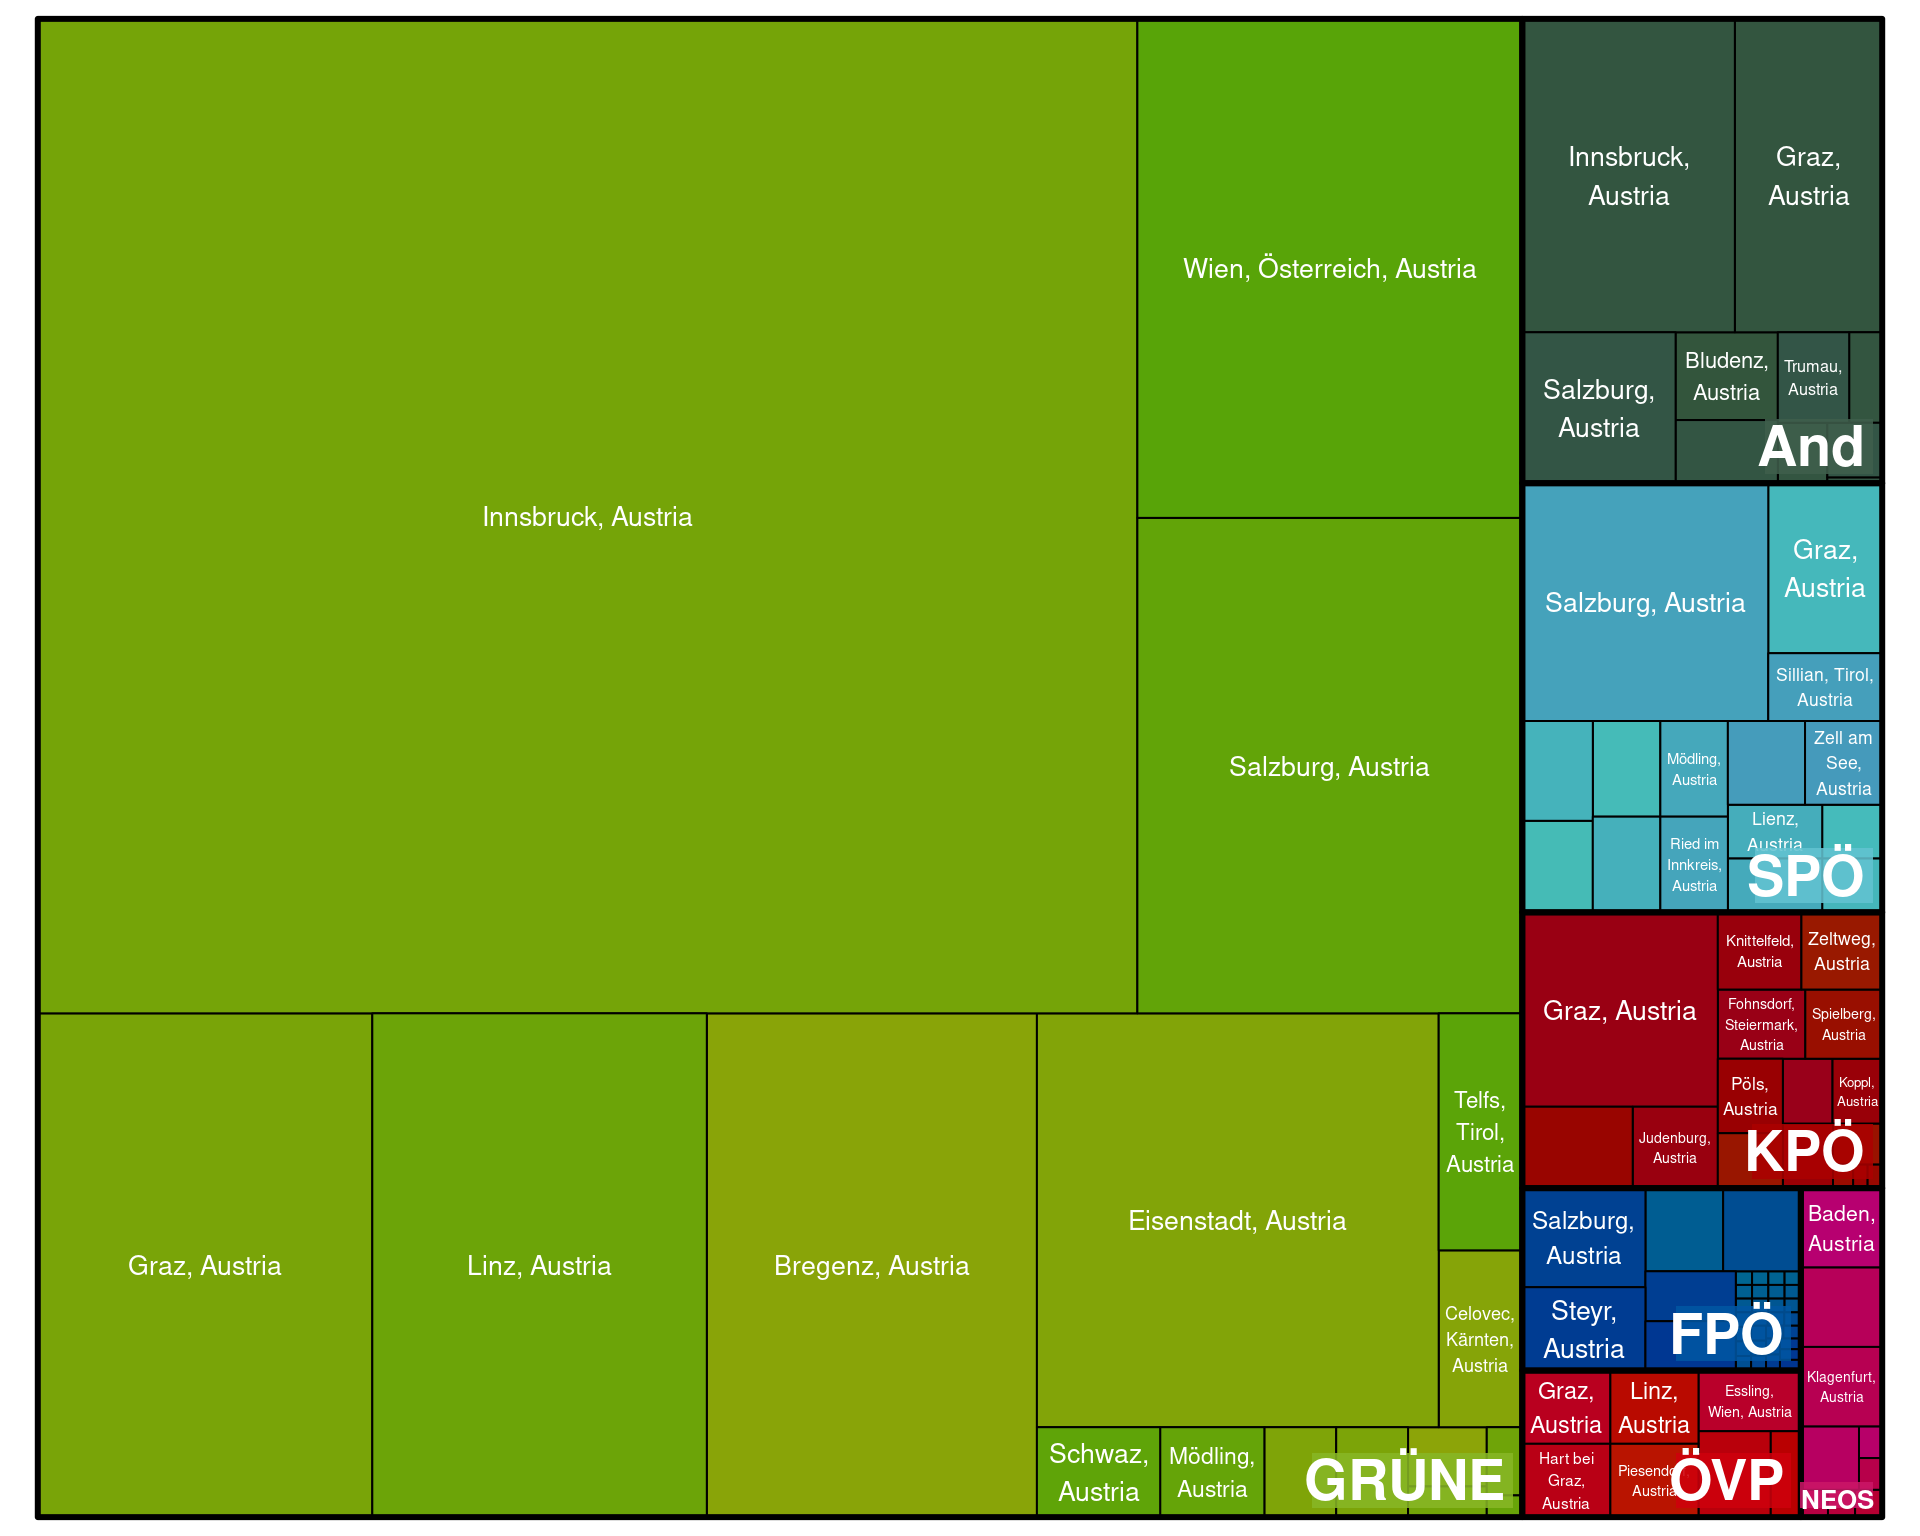 Innsbruck, Austria
Wien, Österreich, Austria
Salzburg, Austria
Graz, Austria
Linz, Austria
Bregenz, Austria
Eisenstadt, Austria
Telfs,
Tirol,
Austria
Celovec,
Kärnten,
Austria
Schwaz,
Austria
Mödling,
Austria
GRÜNE
Innsbruck,
Austria
Graz,
Austria
Salzburg,
Austria
Bludenz,
Austria
Trumau,
Austria
And
Salzburg, Austria
Graz,
Austria
Sillian, Tirol,
Austria
Mödling,
Austria
Zell am
See,
Austria
Ried im
Innkreis,
Austria
Lienz,
Austria
SPÖ
Graz, Austria
Knittelfeld,
Austria
Zeltweg,
Austria
Fohnsdorf,
Steiermark,
Austria
Spielberg,
Austria
Pöls,
Austria
Koppl,
Austria
Judenburg,
Austria
KPÖ
Salzburg,
Austria
Steyr,
Austria
FPÖ
Baden,
Austria
Klagenfurt,
Austria
NEOS
Graz,
Austria
Linz,
Austria
Essling,
Wien, Austria
Hart bei
Graz,
Austria
Austria
ÖVP